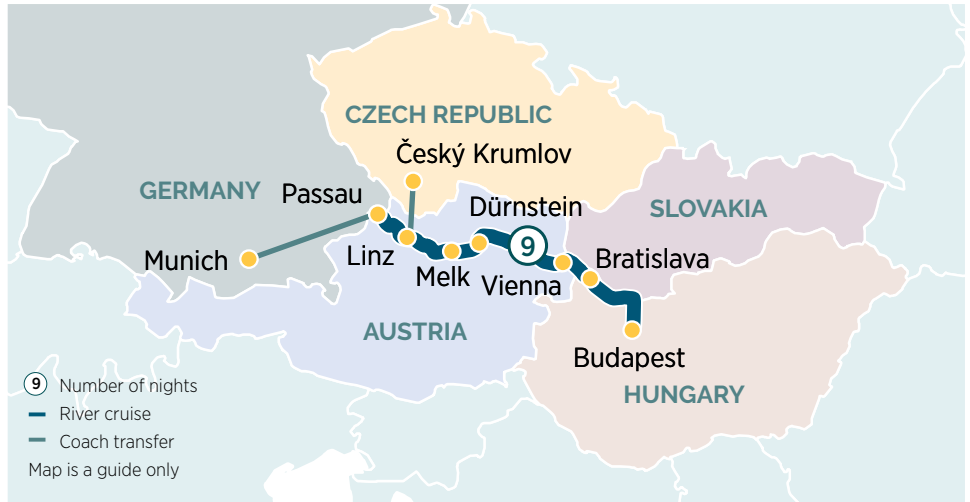 CZECH REPUBLIC
Český Krumlov
GERMANY
Passau
Dürnstein
SLOVAKIA
Munich
Linz
9
Bratislava
Melk
Vienna
AUSTRIA
Budapest
HUNGARY
9 Number of nights
River cruise
Coach transfer
Map is a guide only